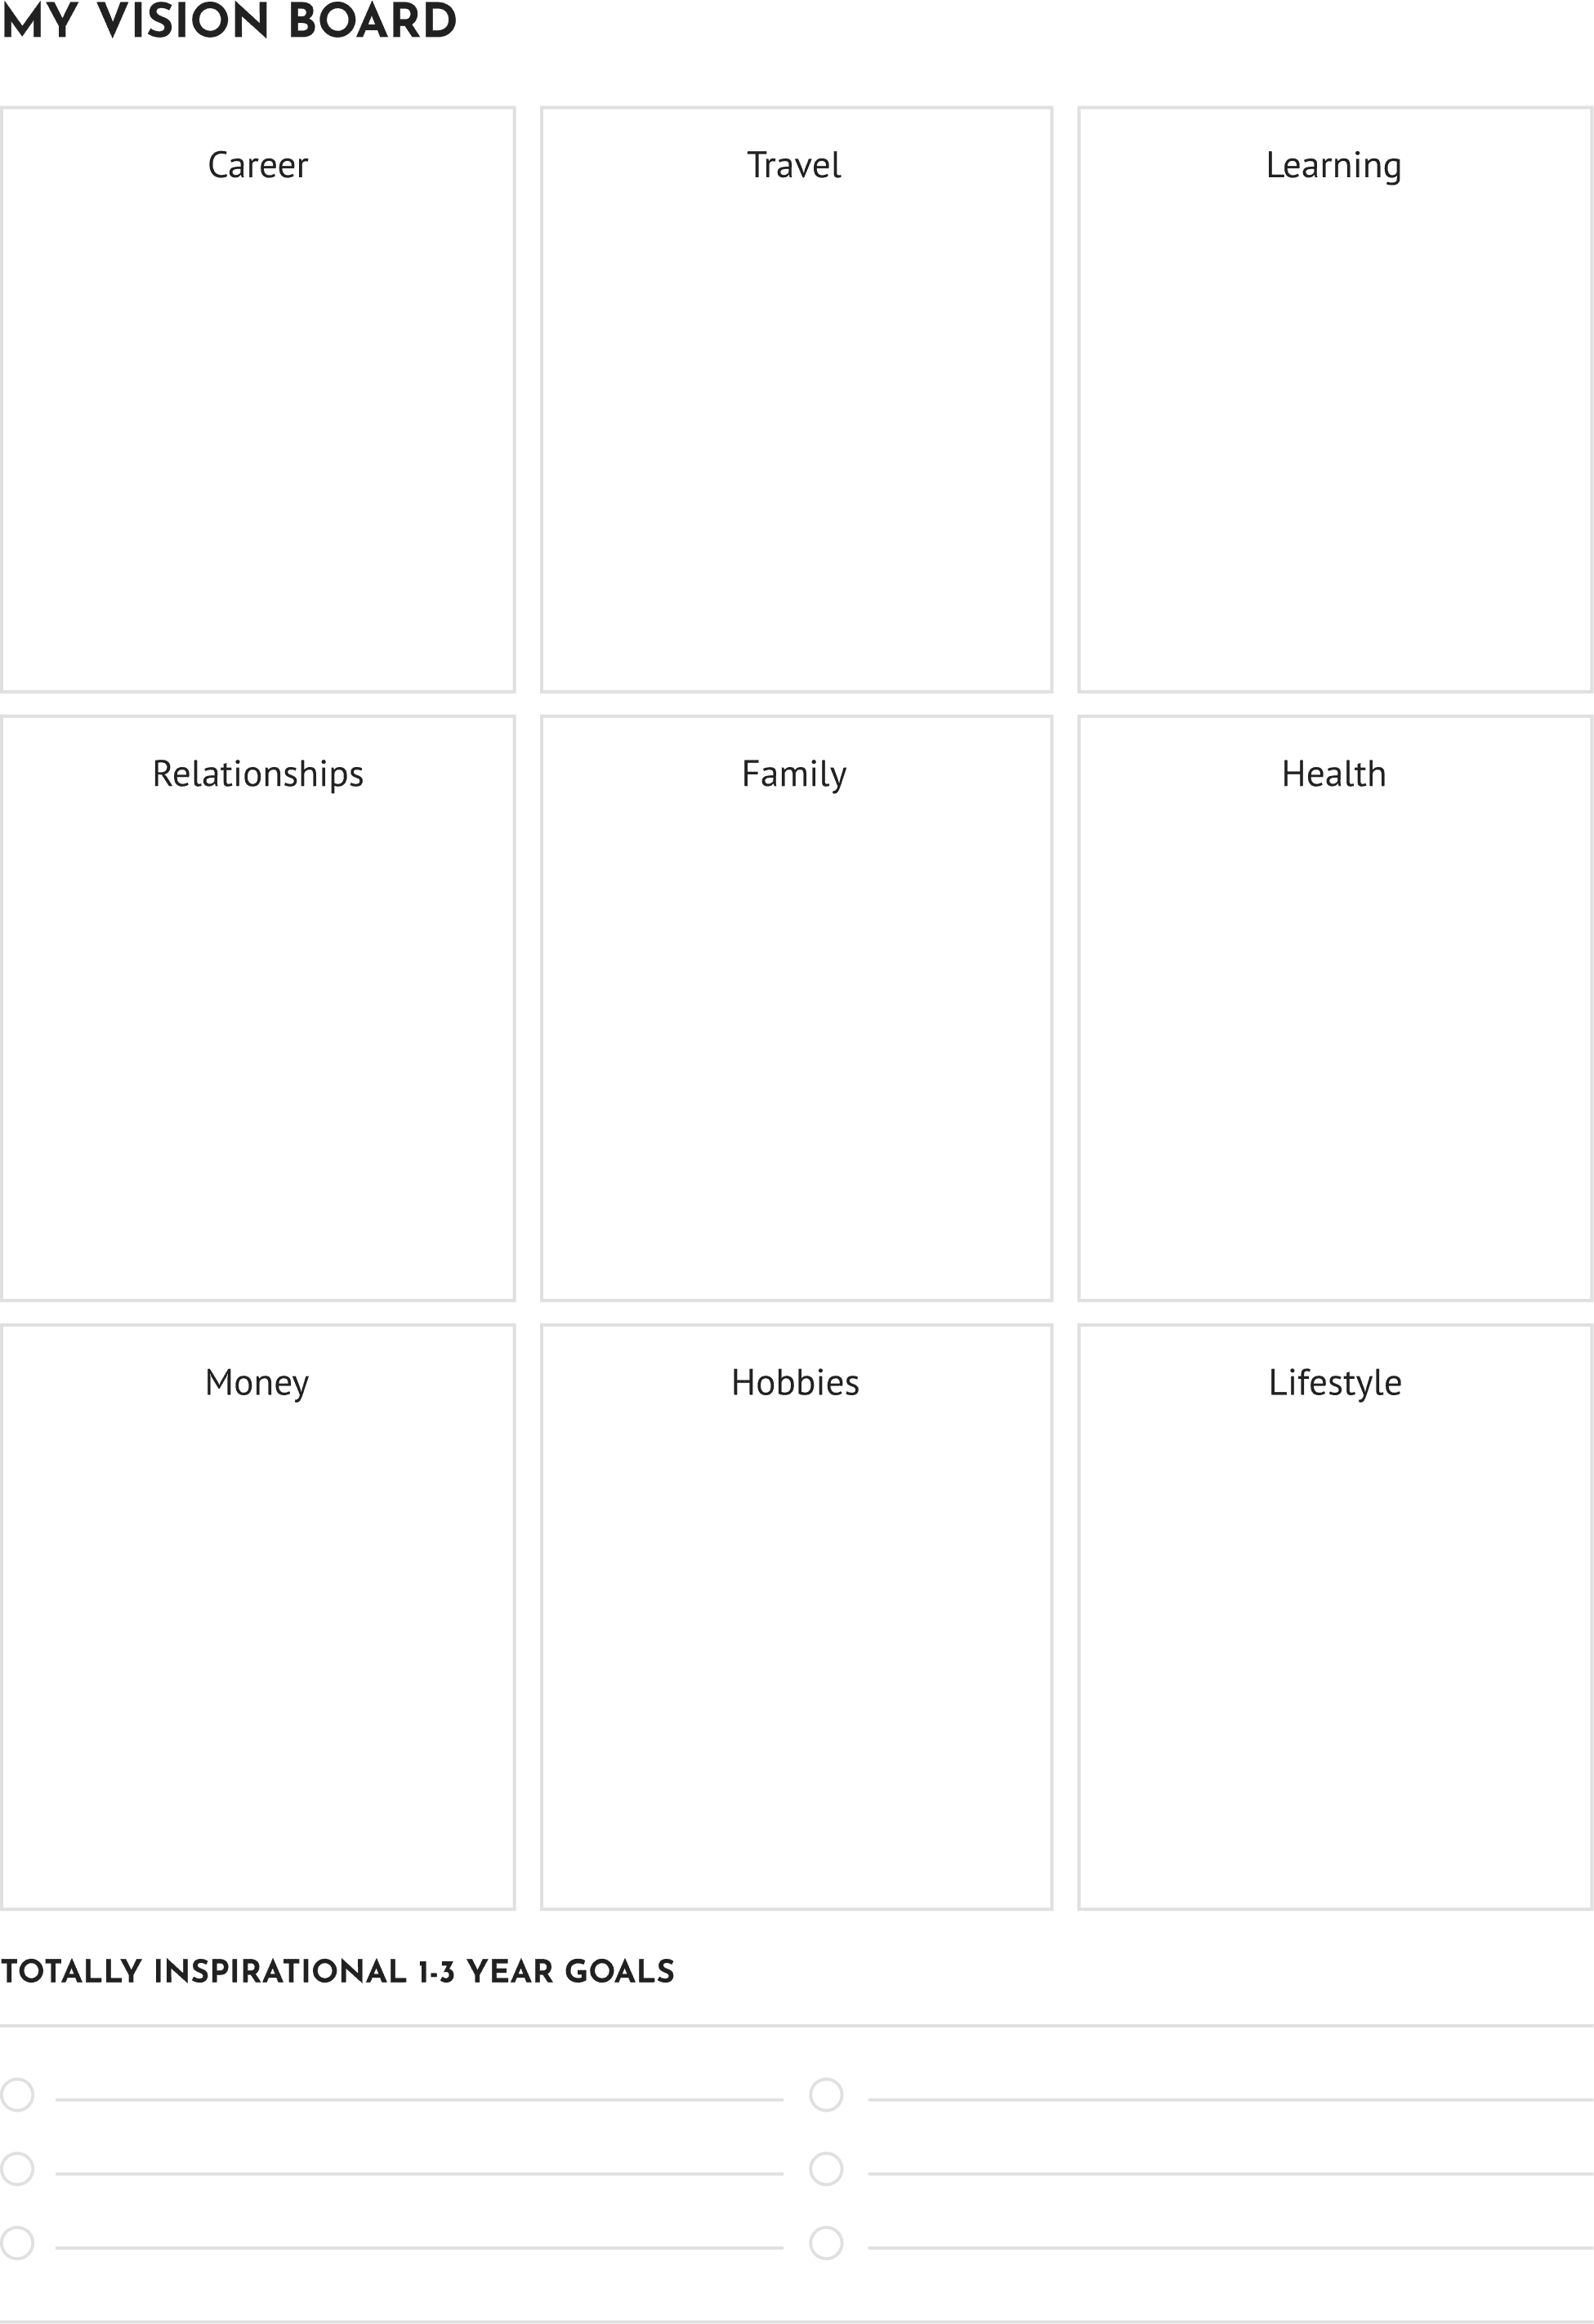 MY VISION BOARD
Career
Travel
Learning
Relationships
Family
Health
Money
Hobbies
Lifestyle
TOTALLY INSPIRATIONAL 1-3 YEAR GOALS